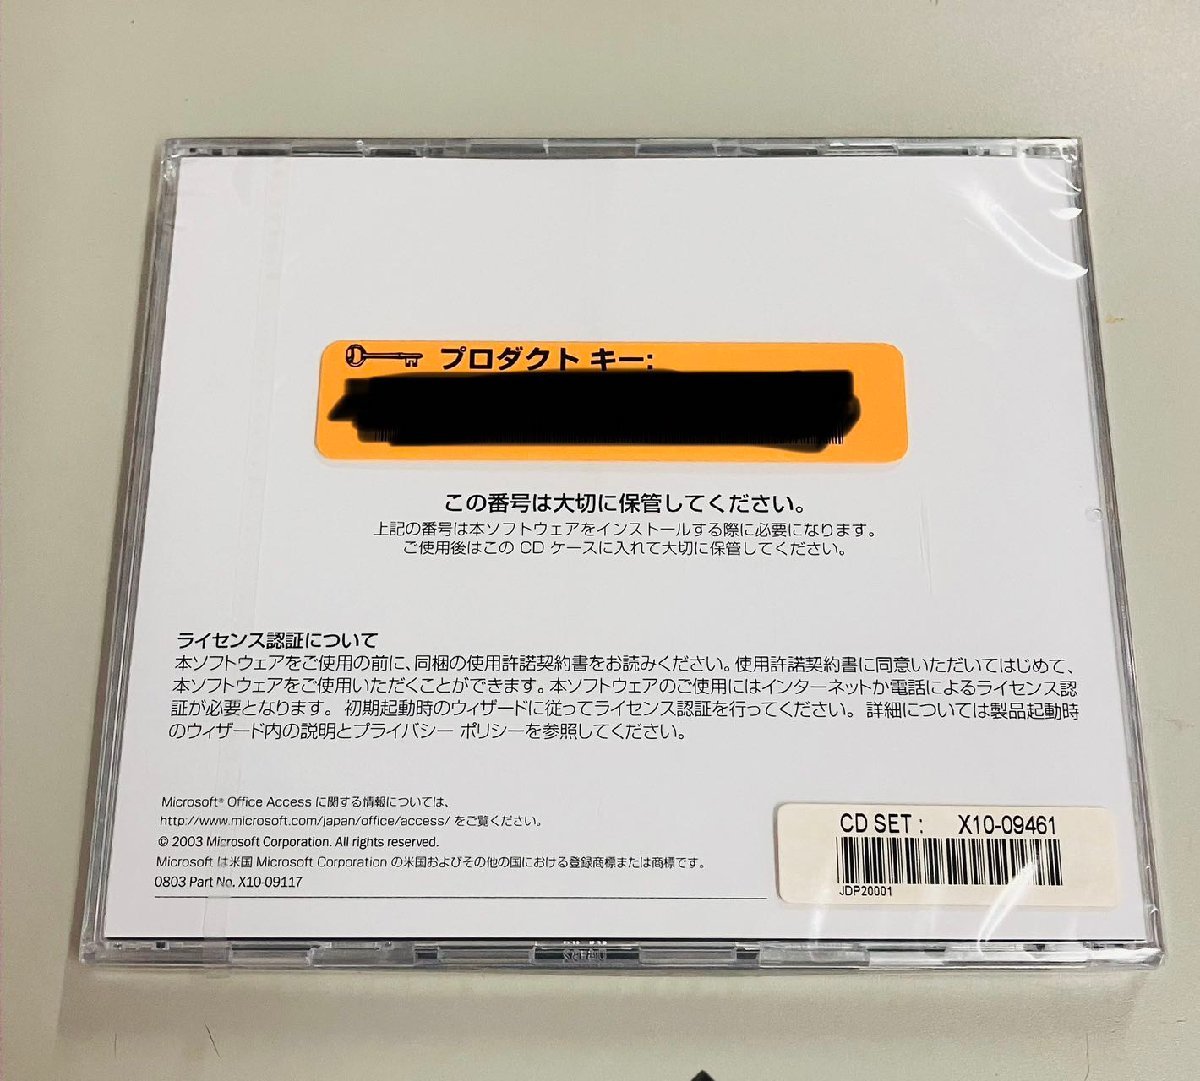 プロダクト キー:
この番号は大切に保管してください。
上記の番号は本ソフトウェアをインストールする際に必要になります。
ご使用後はこの CD ケースに入れて大切に保管してください。
ライセンス認証について
本ソフトウェアをご使用の前に、同梱の使用許諾契約書をお読みください。使用許諾契約書に同意いただいてはじめて、
本ソフトウェアをご使用いただくことができます。本ソフトウェアのご使用にはインターネットか電話によるライセンス認
証が必要となります。 初期起動時のウィザードに従ってライセンス認証を行ってください。 詳細については製品起動時
のウィザード内の説明とプライバシー ポリシーを参照してください。
Microsoft® Office Access に関する情報については、
http://www.microsoft.com/japan/office/access/ をご覧ください。
© 2003 Microsoft Corporation. All rights reserved.
Microsoft は米国 Microsoft Corporation の米国およびその他の国における登録商標または商標です。
0803 Part No. X10-09117
CD SET : X10-09461
JDP20001